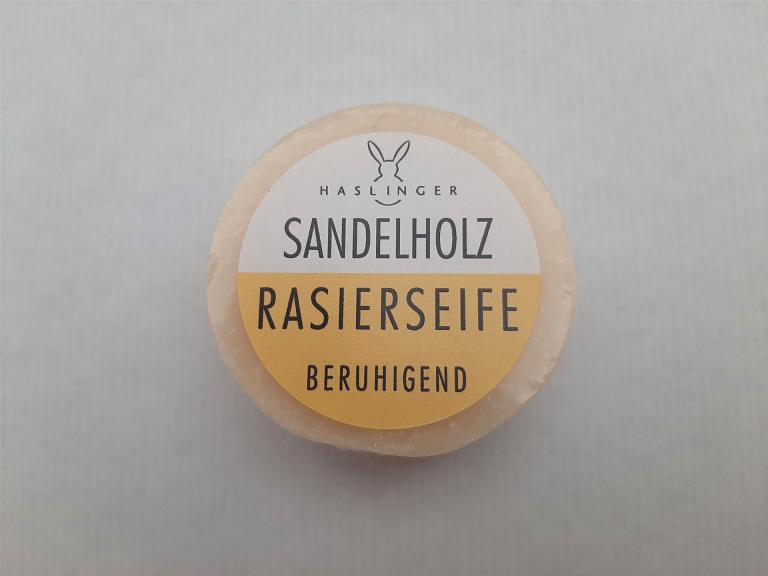 HASLINGER
SANDELHOLZ
RASIERSEIFE
BERUHIGEND